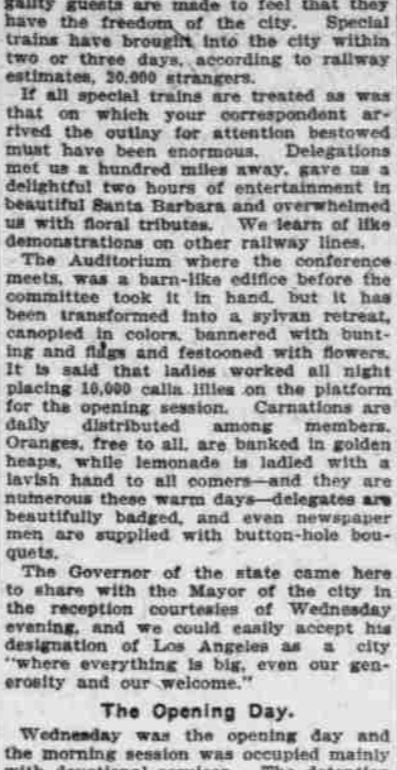 gality guests are made to feel that they
have the freedom of the city. Special
trains have brought into the city within
two or three days, according to railway
estimates, 20.000 strangers.
If all special trains are treated as was
that on which your correspondent ar-
rived the outlay for attention bestowed
must have been enormous. Delegations
met us a hundred miles away, gave us a
delightful two hours of entertainment in
beautiful Santa Barbara and overwhelmed
us with floral tributes. We learn of like
demonstrations on other railway lines.
The Auditorium where the conference
meets, was a barn-like edifice before the
committee took it in hand, but it has
been transformed into a sylvan retreat,
canopied in colors, bannered with bunt-
ing and flags and festooned with flowers.
It is said that ladies worked all night
placing 10,000 calla lilies on the platform
for the opening session. Carnations are
daily distributed among members.
Oranges, free to all, are banked in golden
heaps, while lemonade is ladled with a
lavish hand to all comers—and they are
numerous these warm days—delegates are
beautifully badged, and even newspaper
men are supplied with button-hole bou-
quets.
The Governor of the state came here
to share with the Mayor of the city in
the reception courtesies of Wednesday
evening, and we could easily accept his
designation of Los Angeles as a city
"where everything is big, even our gen-
erosity and our welcome."
The Opening Day.
Wednesday was the opening day and
the morning session was occupied mainly
with devotional services. The